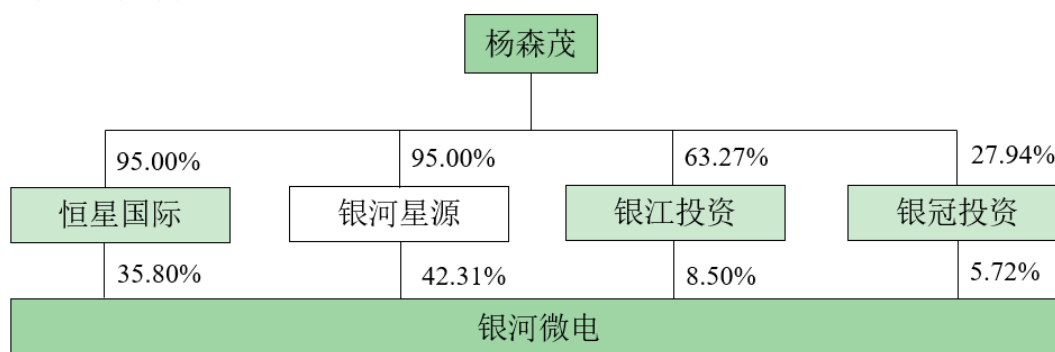 杨森茂
95.00% 95.00% 63.27% 27.94%
恒星国际 银河星源 银江投资 银冠投资
35.80% 42.31% 8.50% 5.72%
银河微电